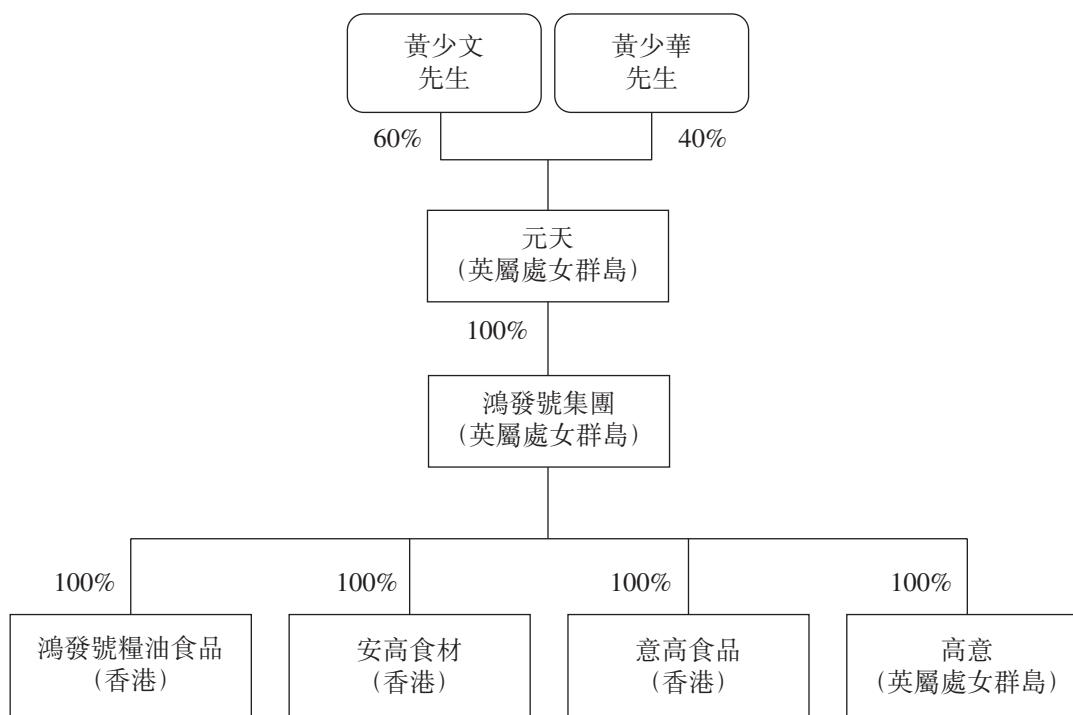 黃少文
先生
黃少華
先生
60%
40%
元天
(英屬處女群島)
100%
鴻發號集團
(英屬處女群島)
100%
100%
100%
100%
鴻發號糧油食品
(香港)
安高食材
(香港)
意高食品
(香港)
高意
(英屬處女群島)